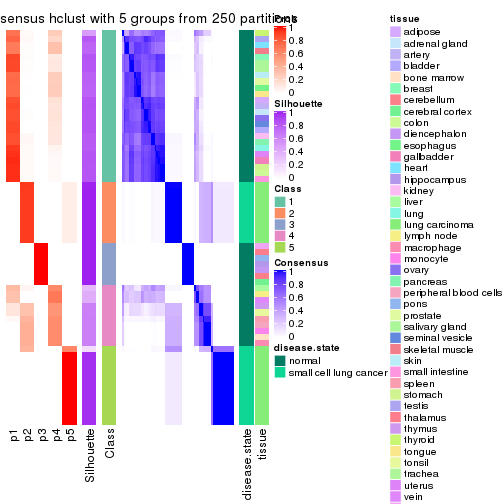 sensus hclust with 5 groups from 250 partitions
Prob
1
0.8
0.6
0.4
0.2
0
Silhouette
1
0.8
0.6
0.4
0.2
0
Class
1
2
3
4
5
Consensus
1
0.8
0.6
0.4
0.2
0
disease.state
normal
small cell lung cancer
tissue
adipose
adrenal gland
artery
bladder
bone marrow
breast
cerebellum
cerebral cortex
colon
diencephalon
esophagus
gallbadder
heart
hippocampus
kidney
liver
lung
lung carcinoma
lymph node
macrophage
monocyte
ovary
pancreas
peripheral blood cells
pons
prostate
salivary gland
seminal vesicle
skeletal muscle
skin
small intestine
spleen
stomach
testis
thalamus
thymus
thyroid
tongue
tonsil
trachea
uterus
vein
p1
p2
p3
p4
p5
Silhouette
Class
disease.state
tissue